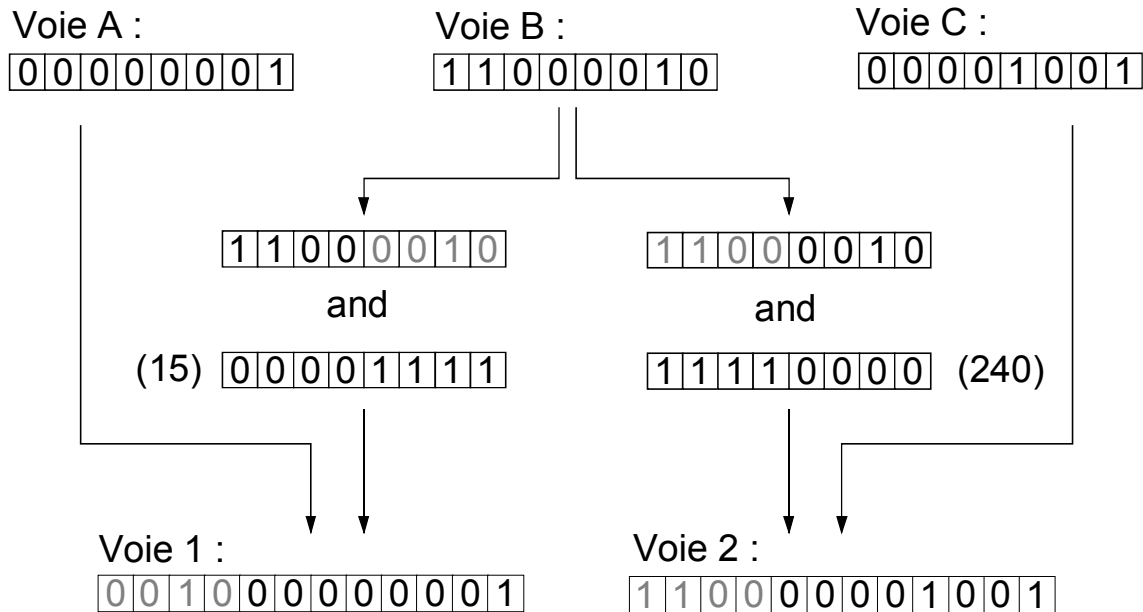 Voie A : Voie B : Voie C :
00000001 11000010 00001001
11000010 11000010
and and
(15) 00001111 11110000 (240)
Voie 1 : Voie 2 :
001000000001 110000001001